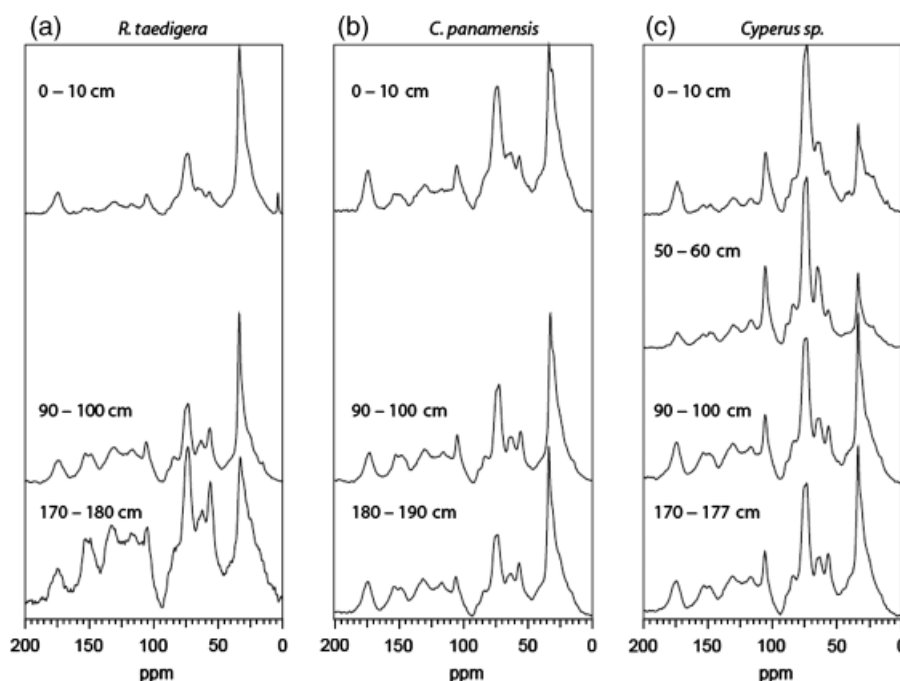 (a) R. taedigera
0 – 10 cm
90 – 100 cm
170 – 180 cm
200 150 100 50 0
ppm
(b) C. panamensis
0 – 10 cm
90 – 100 cm
180 – 190 cm
200 150 100 50 0
ppm
(c) Cyperus sp.
0 – 10 cm
50 – 60 cm
90 – 100 cm
170 – 177 cm
200 150 100 50 0
ppm